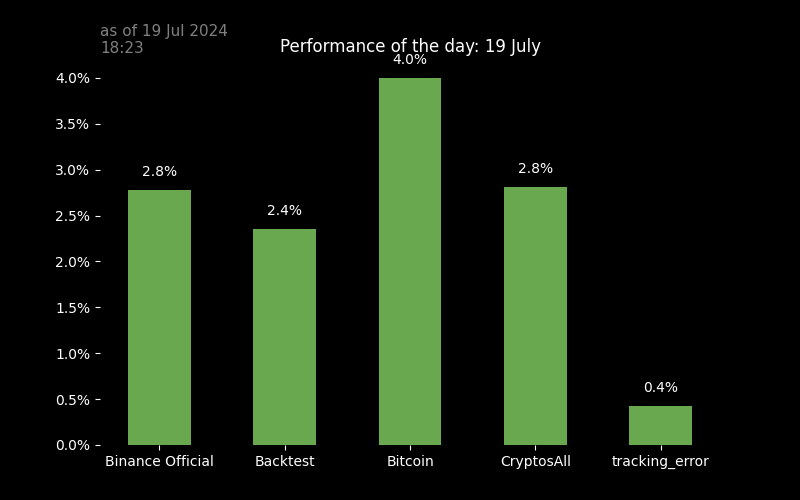 as of 19 Jul 2024
18:23
Performance of the day: 19 July
4.0%
3.5%
3.0%
2.5%
2.0%
1.5%
1.0%
0.5%
0.0%
2.8%
2.4%
4.0%
2.8%
0.4%
Binance Official
Backtest
Bitcoin
CryptosAll
tracking_error